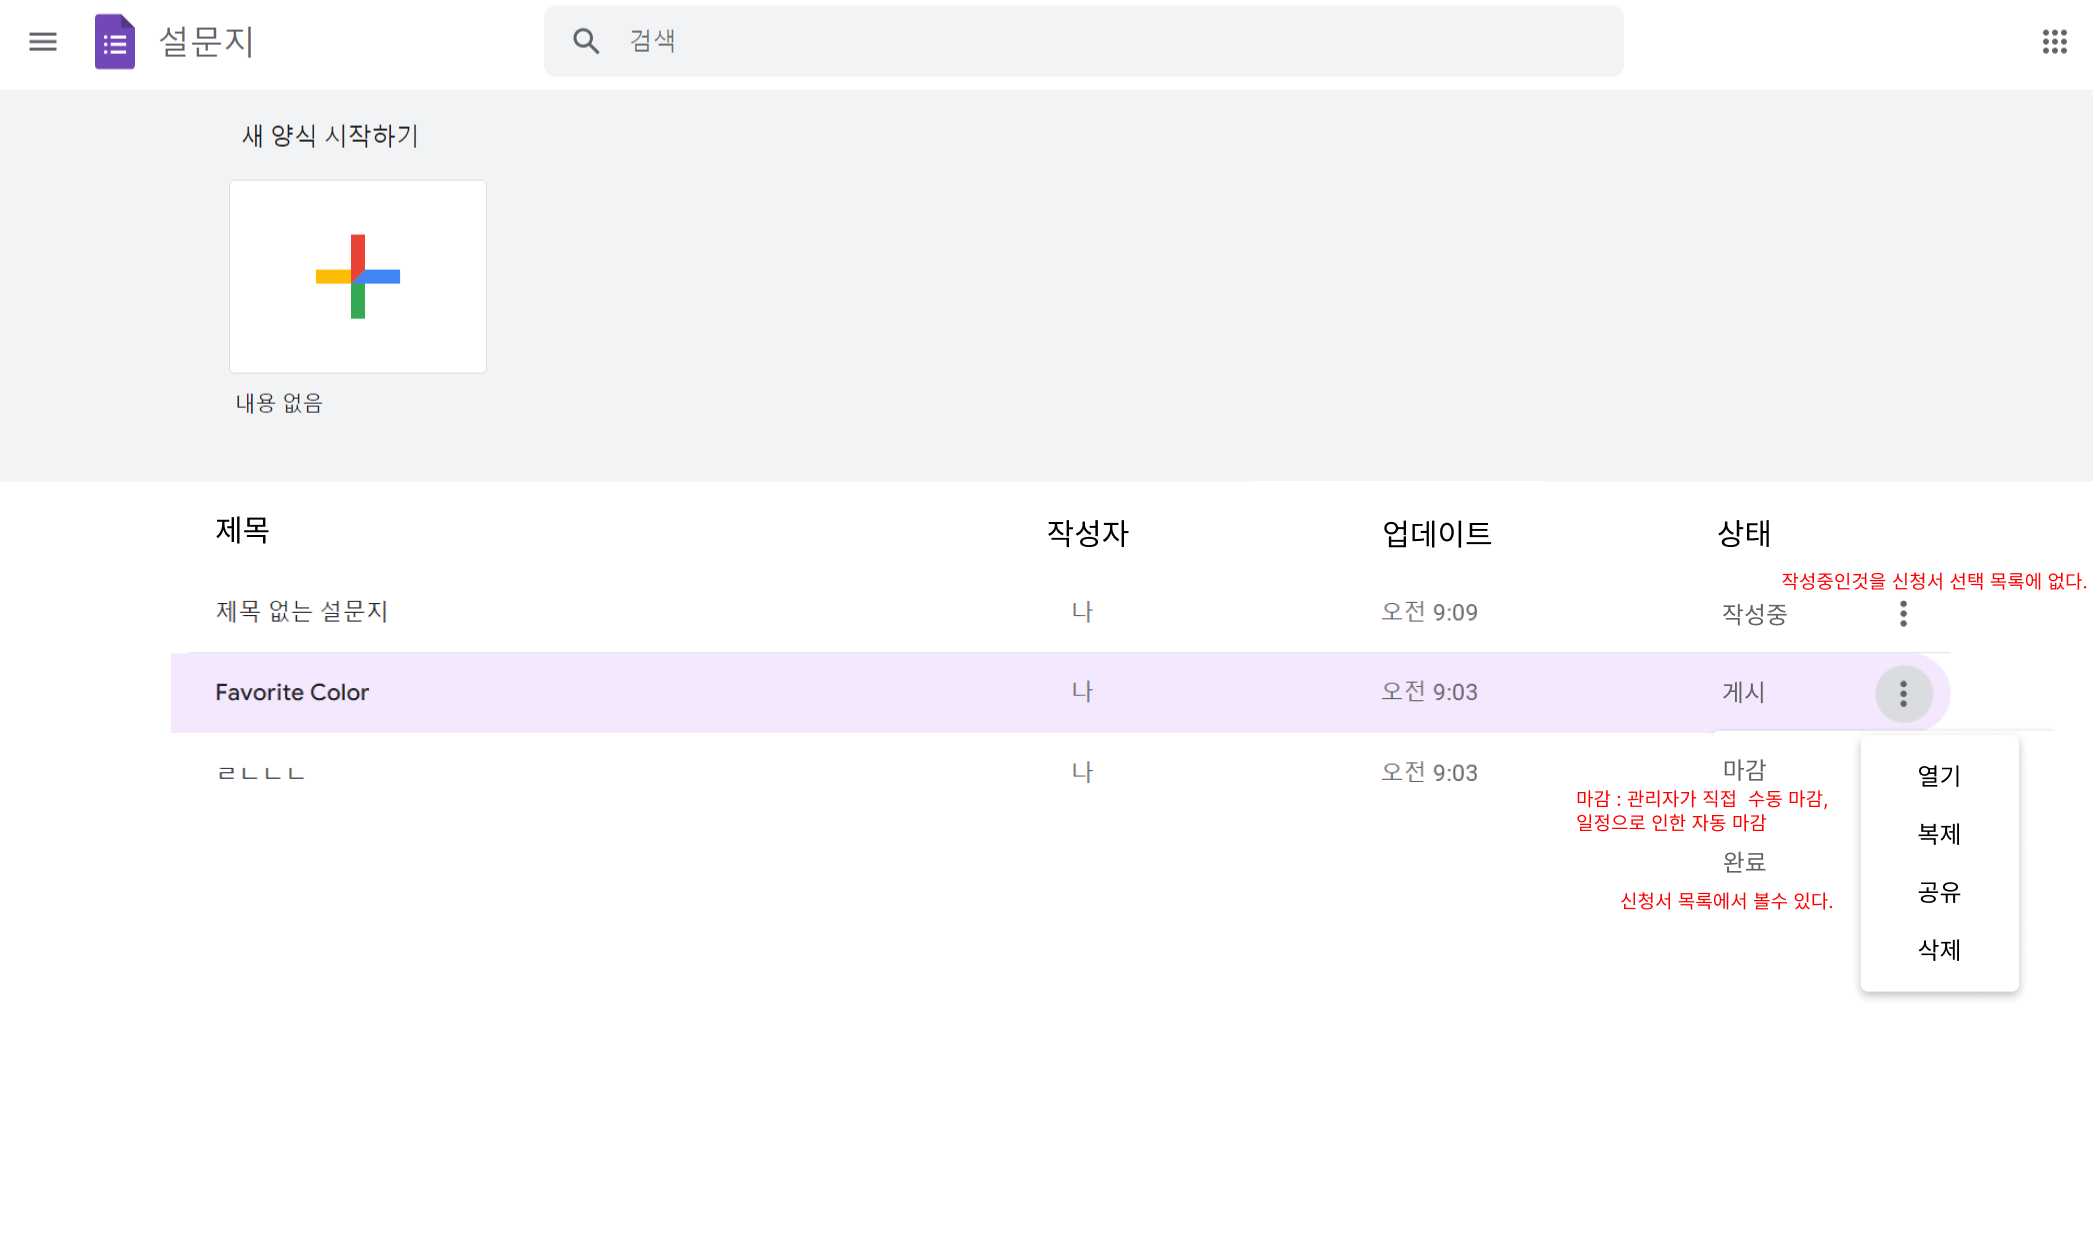 설문지
검색
새 양식 시작하기
내용 없음
제목 작성자 업데이트 상태
작성중인것을 신청서 선택 목록에 없다.
제목 없는 설문지 나 오전 9:09 작성중
Favorite Color 나 오전 9:03 게시
ㄹㄴㄴㄴ 나 오전 9:03 마감
마감 : 관리자가 직접  수동 마감,
일정으로 인한 자동 마감
완료
신청서 목록에서 볼수 있다.
열기
복제
공유
삭제